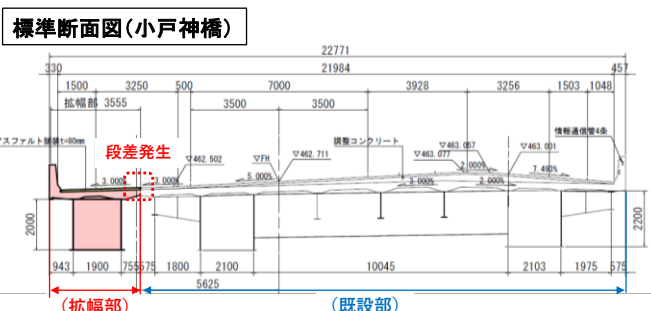 標準断面図(小戸神橋)
22771
330 21984 457
1500 3250 500 7000 3928 3256 1503 1048
拡幅部 3555 3500 3500
情報通信管4条
アスファルト舗装t=80mm 段差発生 調整コンクリート
▽462.502 ▽FH ▽462.711 ▽463.077 ▽463.057 ▽463.001
3.000% 3.000% 5.000% 3.000% 2.000% 2.000% 7.490%
2000 2200
943 1900 755 575 1800 2100 10045 2103 1975 575
5625
(拡幅部) (既設部)